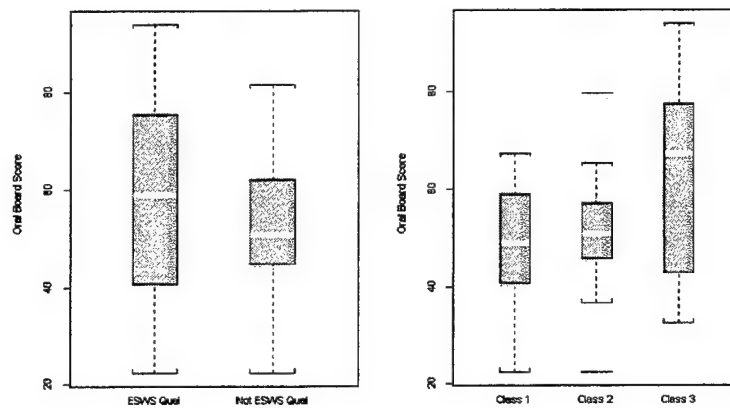 Oral Board Score
80
60
40
20
ESWS Qual
Not ESWS Qual
Oral Board Score
80
60
40
20
Class 1
Class 2
Class 3